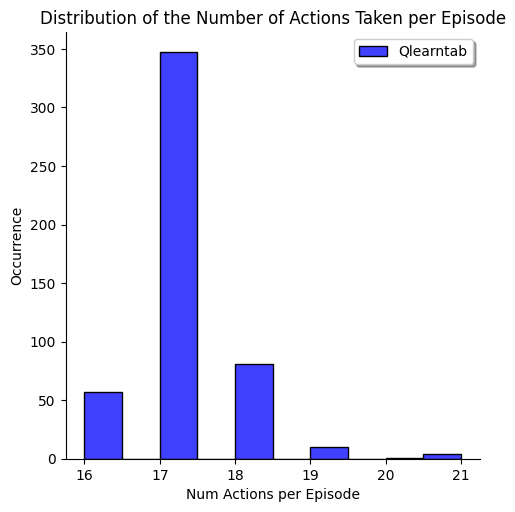 Distribution of the Number of Actions Taken per Episode
Qlearntab
350
300
250
200
150
100
50
0
Occurrence
16 17 18 19 20 21
Num Actions per Episode